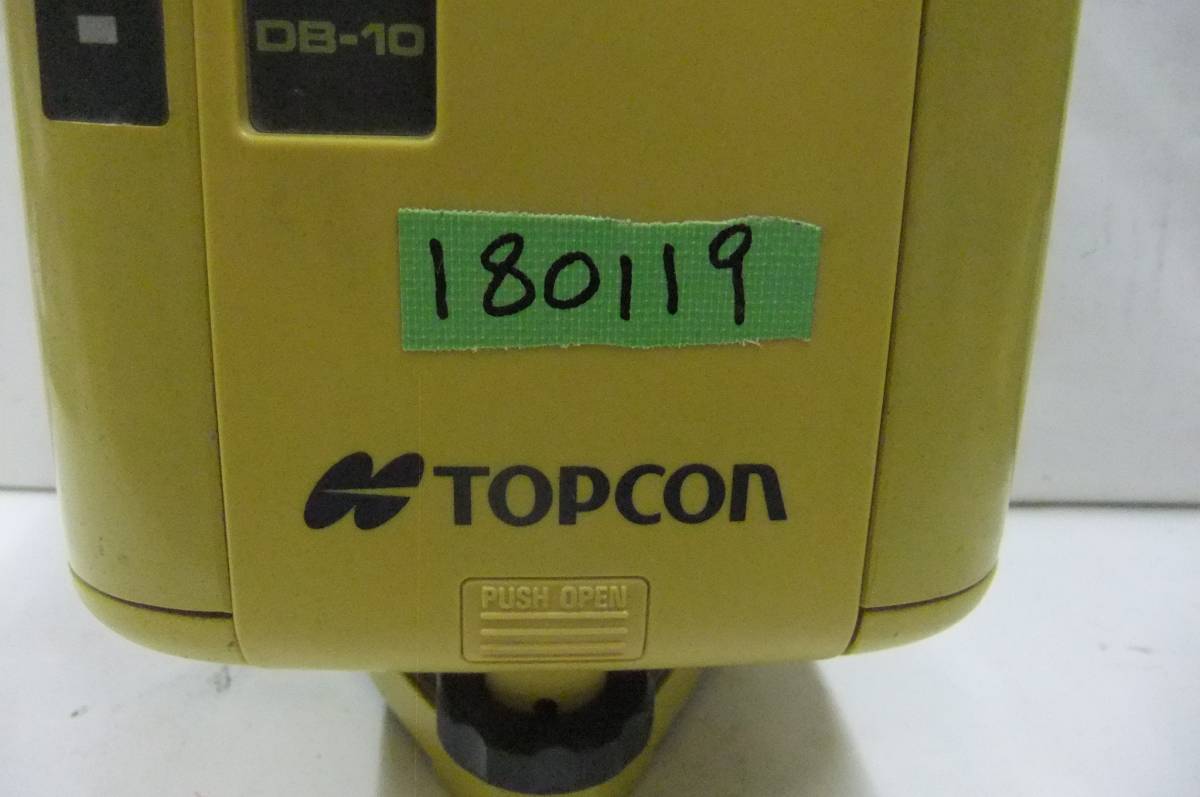 DB-10
180119
TOPCON
PUSH OPEN